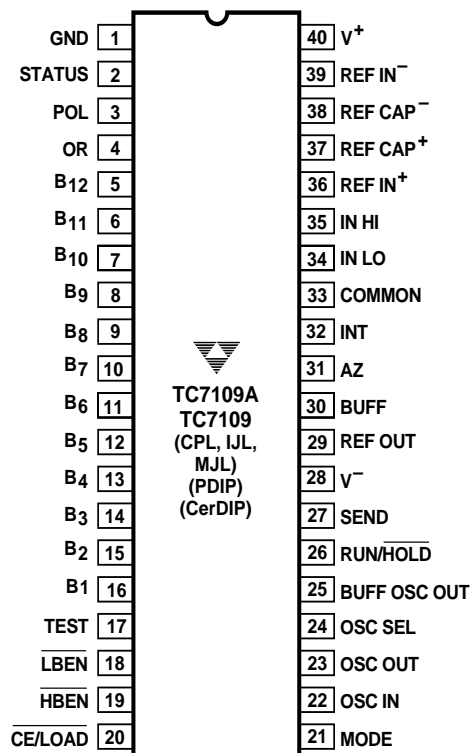 GND 1
STATUS 2
POL 3
OR 4
B12 5
B11 6
B10 7
B9 8
B8 9
B7 10
B6 11
B5 12
B4 13
B3 14
B2 15
B1 16
TEST 17
LBEN 18
HBEN 19
CE/LOAD 20
TC7109A
TC7109
(CPL, IJL,
MJL)
(PDIP)
(CerDIP)
40 V+
39 REF IN−
38 REF CAP−
37 REF CAP+
36 REF IN+
35 IN HI
34 IN LO
33 COMMON
32 INT
31 AZ
30 BUFF
29 REF OUT
28 V−
27 SEND
26 RUN/HOLD
25 BUFF OSC OUT
24 OSC SEL
23 OSC OUT
22 OSC IN
21 MODE